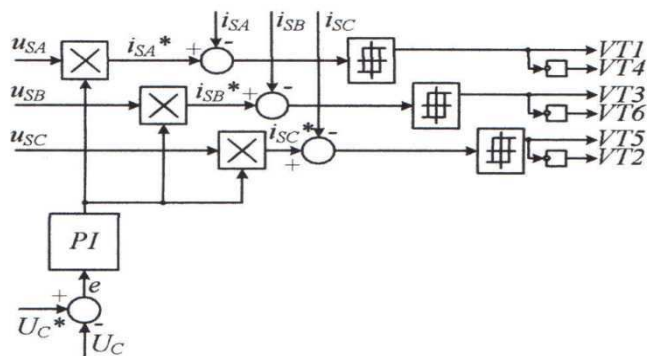 i_SA i_SB i_SC
u_SA i_SA* + - VT1
VT4
u_SB i_SB* + - VT3
VT6
u_SC i_SC* + - VT5
VT2
PI
e
+
U_C* -
U_C